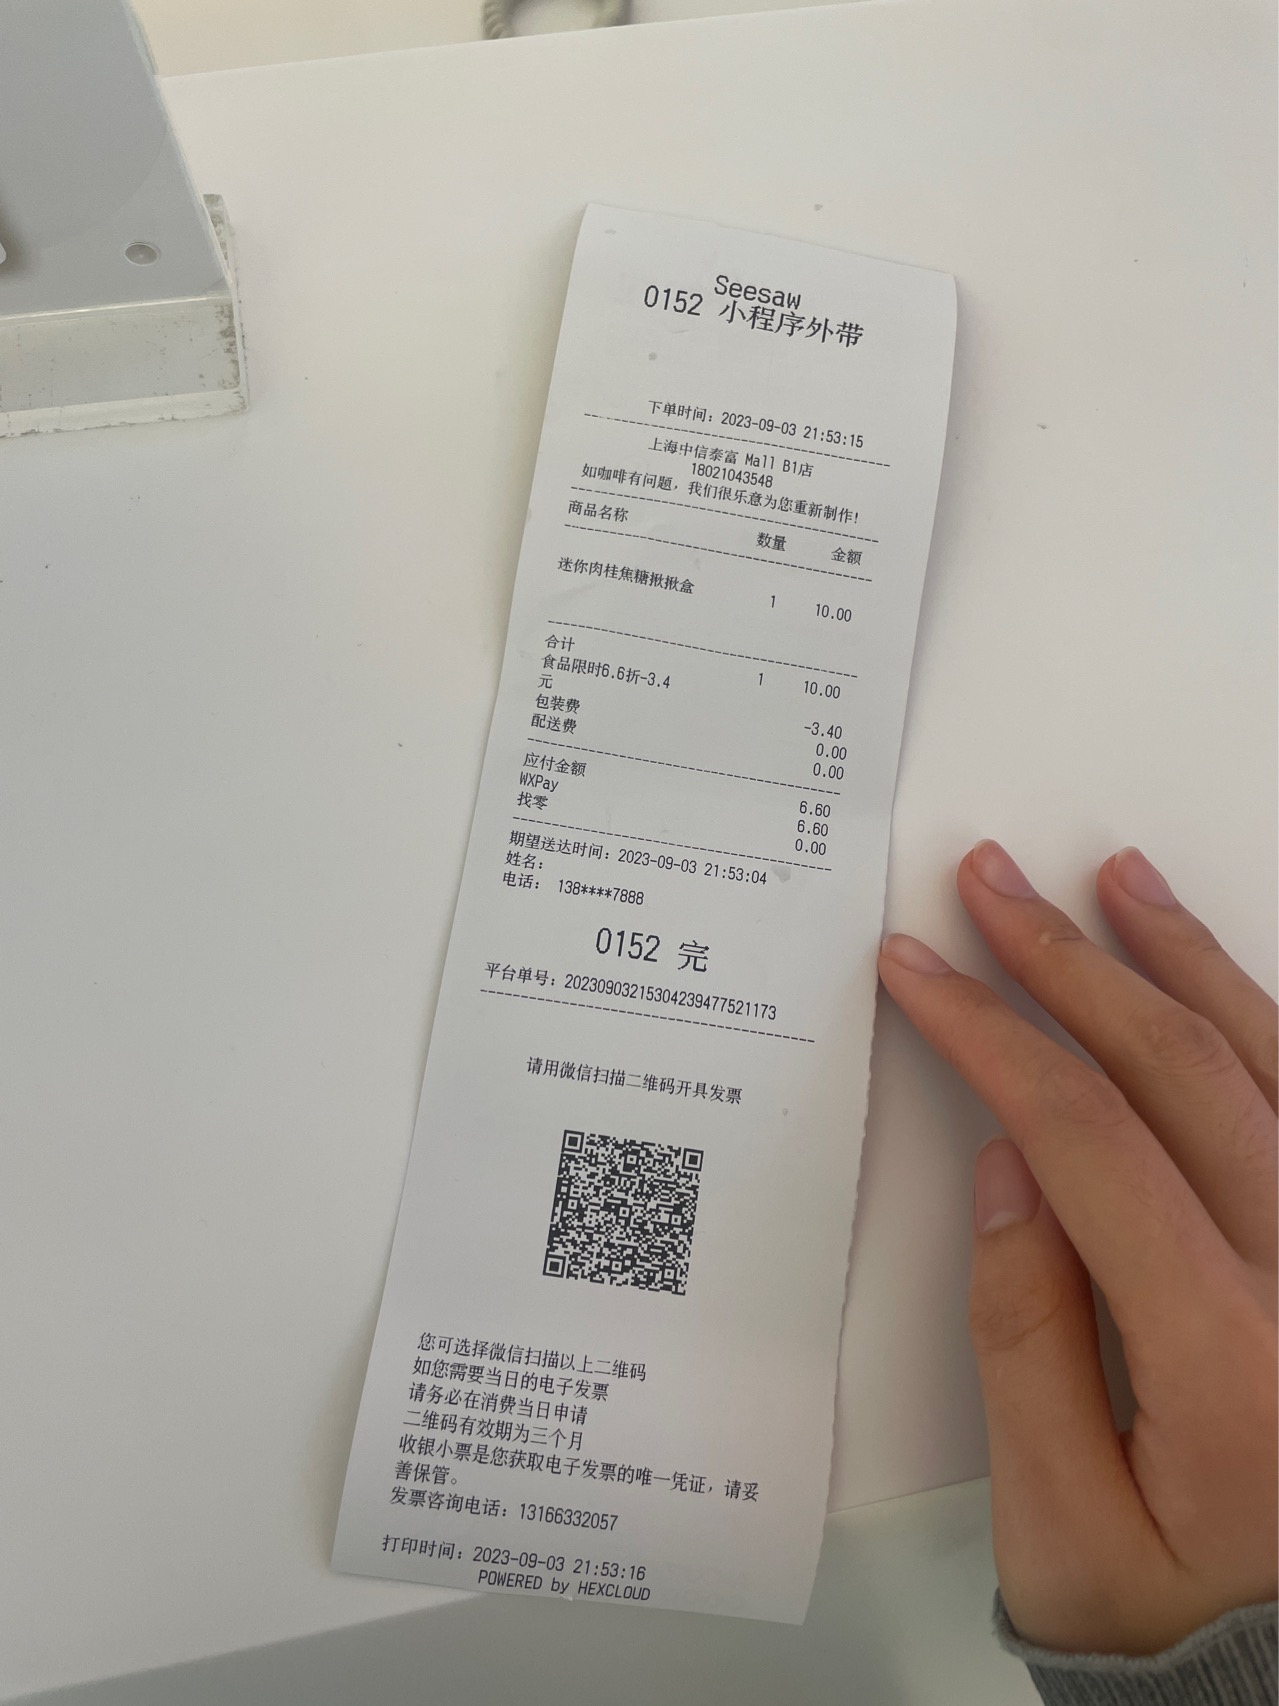 Seesaw
0152 小程序外带
下单时间：2023-09-03 21:53:15
上海中信泰富 Mall B1店
18021043548
如咖啡有问题，我们很乐意为您重新制作！
商品名称 数量 金额
迷你肉桂焦糖揪揪盒 1 10.00
合计 1 10.00
食品限时6.6折-3.4
元 -3.40
包装费 0.00
配送费 0.00
应付金额 6.60
WXPay 6.60
找零 0.00
期望送达时间：2023-09-03 21:53:04
姓名：
电话： 138****7888
0152 完
平台单号：20230903215304239477521173
请用微信扫描二维码开具发票
您可选择微信扫描以上二维码
如您需要当日的电子发票
请务必在消费当日申请
二维码有效期为三个月
收银小票是您获取电子发票的唯一凭证，请妥
善保管。
发票咨询电话：13166332057
打印时间：2023-09-03 21:53:16
POWERED by HEXCLOUD